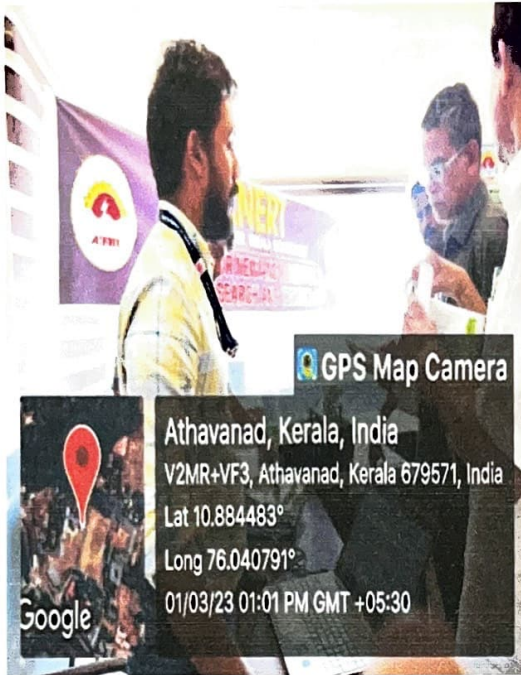 GPS Map Camera
Athavanad, Kerala, India
V2MR+VF3, Athavanad, Kerala 679571, India
Lat 10.884483°
Long 76.040791°
01/03/23 01:01 PM GMT +05:30
Google